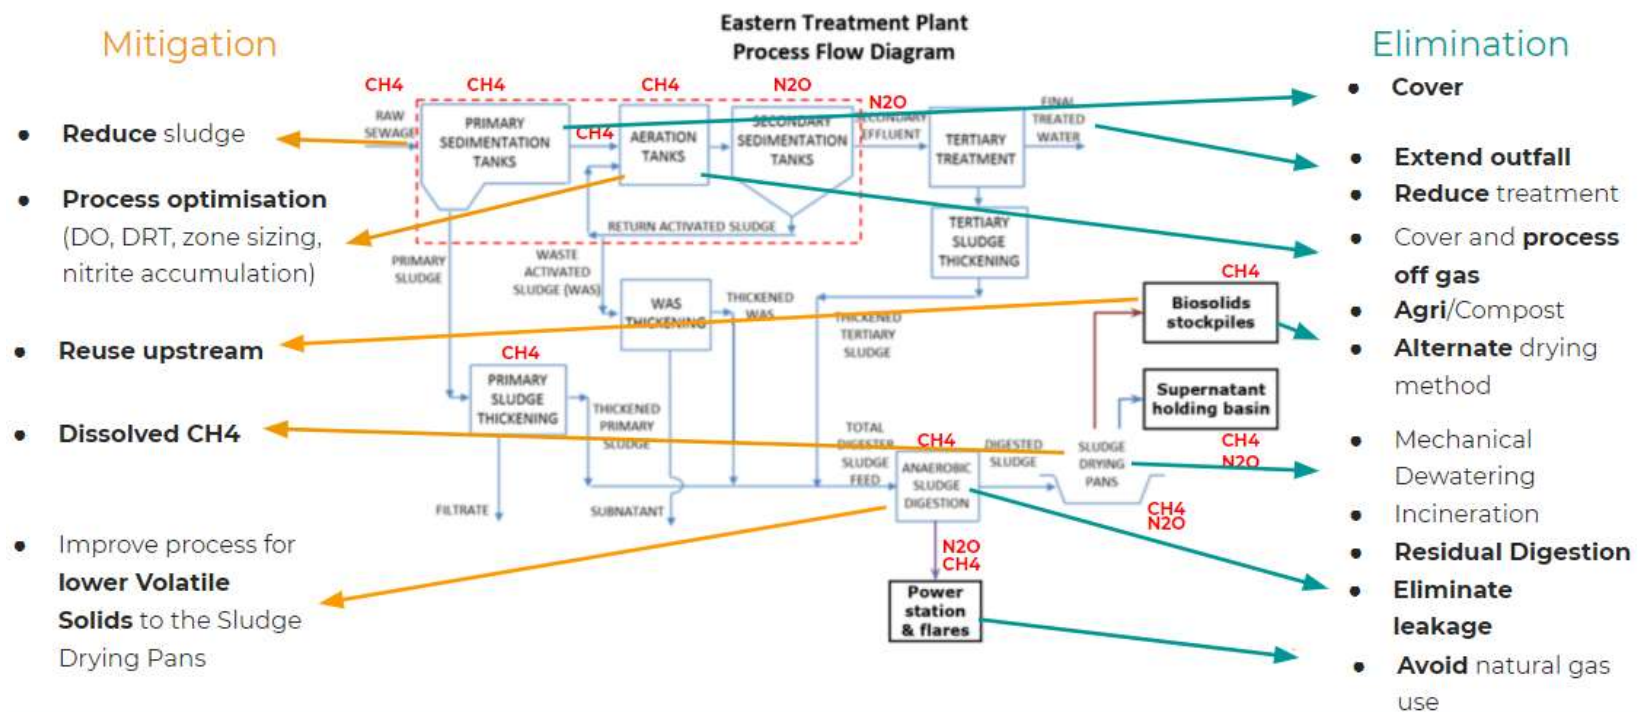 Eastern Treatment Plant
Process Flow Diagram
Mitigation
• Reduce sludge
• Process optimisation
(DO, DRT, zone sizing,
nitrite accumulation)
• Reuse upstream
• Dissolved CH4
• Improve process for
lower Volatile
Solids to the Sludge
Drying Pans
CH4
CH4
CH4
N2O
N2O
CH4
RAW
SEWAGE
PRIMARY
SEDIMENTATION
TANKS
AERATION
TANKS
SECONDARY
SEDIMENTATION
TANKS
SECONDARY
EFFLUENT
TERTIARY
TREATMENT
FINAL
TREATED
WATER
RETURN ACTIVATED SLUDGE
TERTIARY
SLUDGE
THICKENING
PRIMARY
SLUDGE
WASTE
ACTIVATED
SLUDGE (WAS)
WAS
THICKENING
THICKENED
WAS
THICKENED
TERTIARY
SLUDGE
CH4
Biosolids
stockpiles
CH4
PRIMARY
SLUDGE
THICKENING
THICKENED
PRIMARY
SLUDGE
Supernatant
holding basin
TOTAL
DIGESTER
SLUDGE
FEED
CH4
ANAEROBIC
SLUDGE
DIGESTION
DIGESTED
SLUDGE
SLUDGE
DRYING
PANS
CH4
N2O
CH4
N2O
FILTRATE
SUBNATANT
N2O
CH4
Power
station
& flares
Elimination
• Cover
• Extend outfall
• Reduce treatment
• Cover and process
off gas
• Agri/Compost
• Alternate drying
method
• Mechanical
Dewatering
• Incineration
• Residual Digestion
• Eliminate
leakage
• Avoid natural gas
use